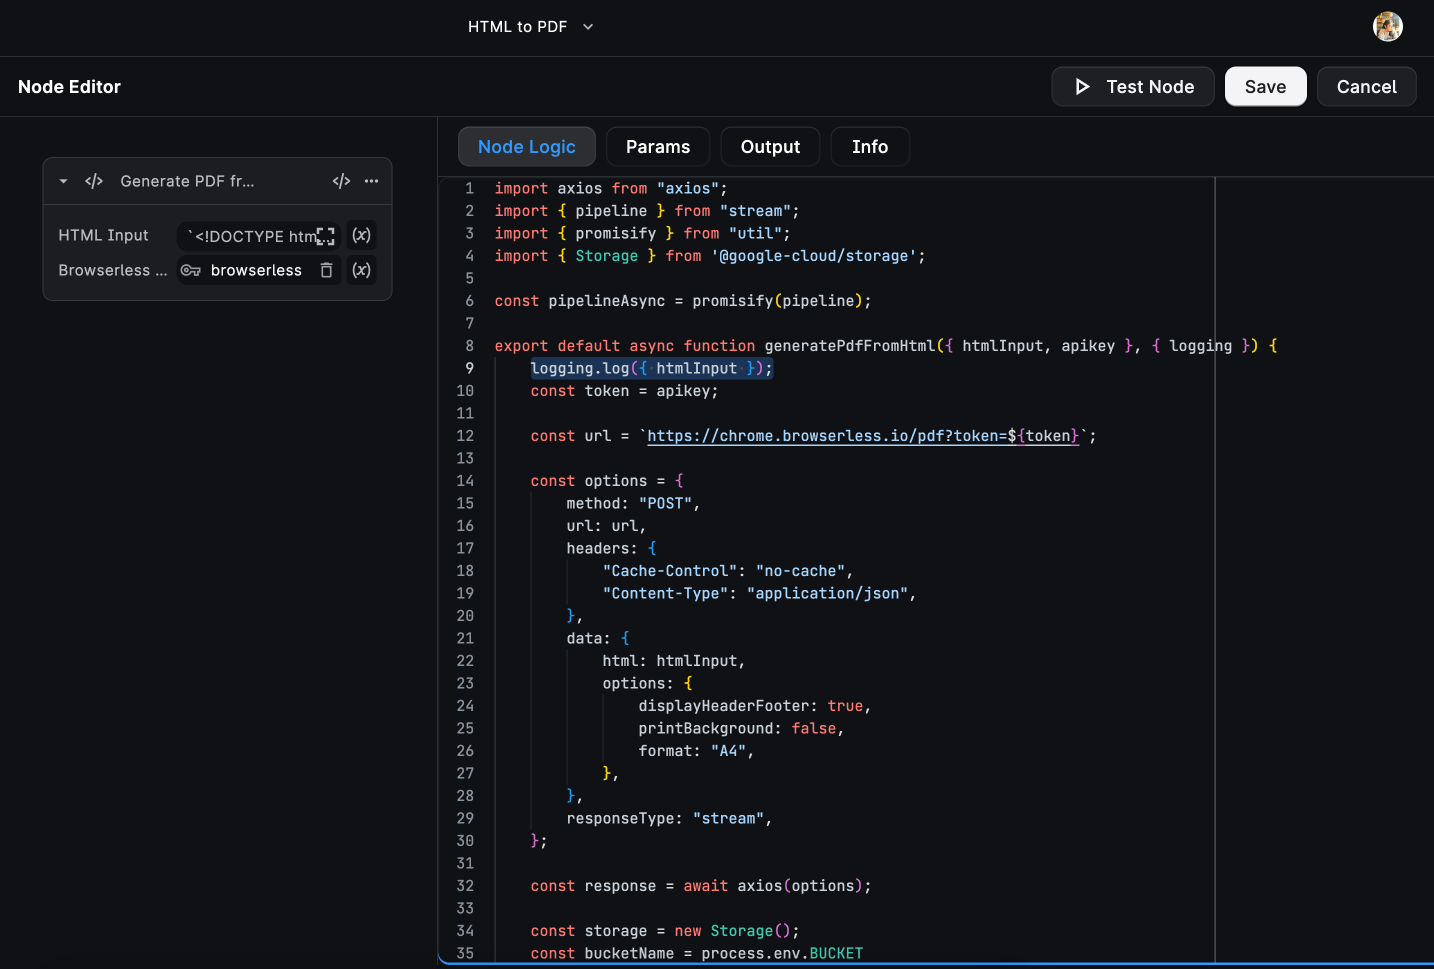 HTML to PDF
Node Editor
Test Node
Save
Cancel
Generate PDF fr...
HTML Input
`<!DOCTYPE htm
(x)
Browserless ...
browserless
(x)
Node Logic
Params
Output
Info
1 import axios from "axios";
2 import { pipeline } from "stream";
3 import { promisify } from "util";
4 import { Storage } from '@google-cloud/storage';
5
6 const pipelineAsync = promisify(pipeline);
7
8 export default async function generatePdfFromHtml({ htmlInput, apikey }, { logging }) {
9     logging.log({ htmlInput });
10     const token = apikey;
11
12     const url = `https://chrome.browserless.io/pdf?token=${token}`;
13
14     const options = {
15         method: "POST",
16         url: url,
17         headers: {
18             "Cache-Control": "no-cache",
19             "Content-Type": "application/json",
20         },
21         data: {
22             html: htmlInput,
23             options: {
24                 displayHeaderFooter: true,
25                 printBackground: false,
26                 format: "A4",
27             },
28         },
29         responseType: "stream",
30     };
31
32     const response = await axios(options);
33
34     const storage = new Storage();
35     const bucketName = process.env.BUCKET